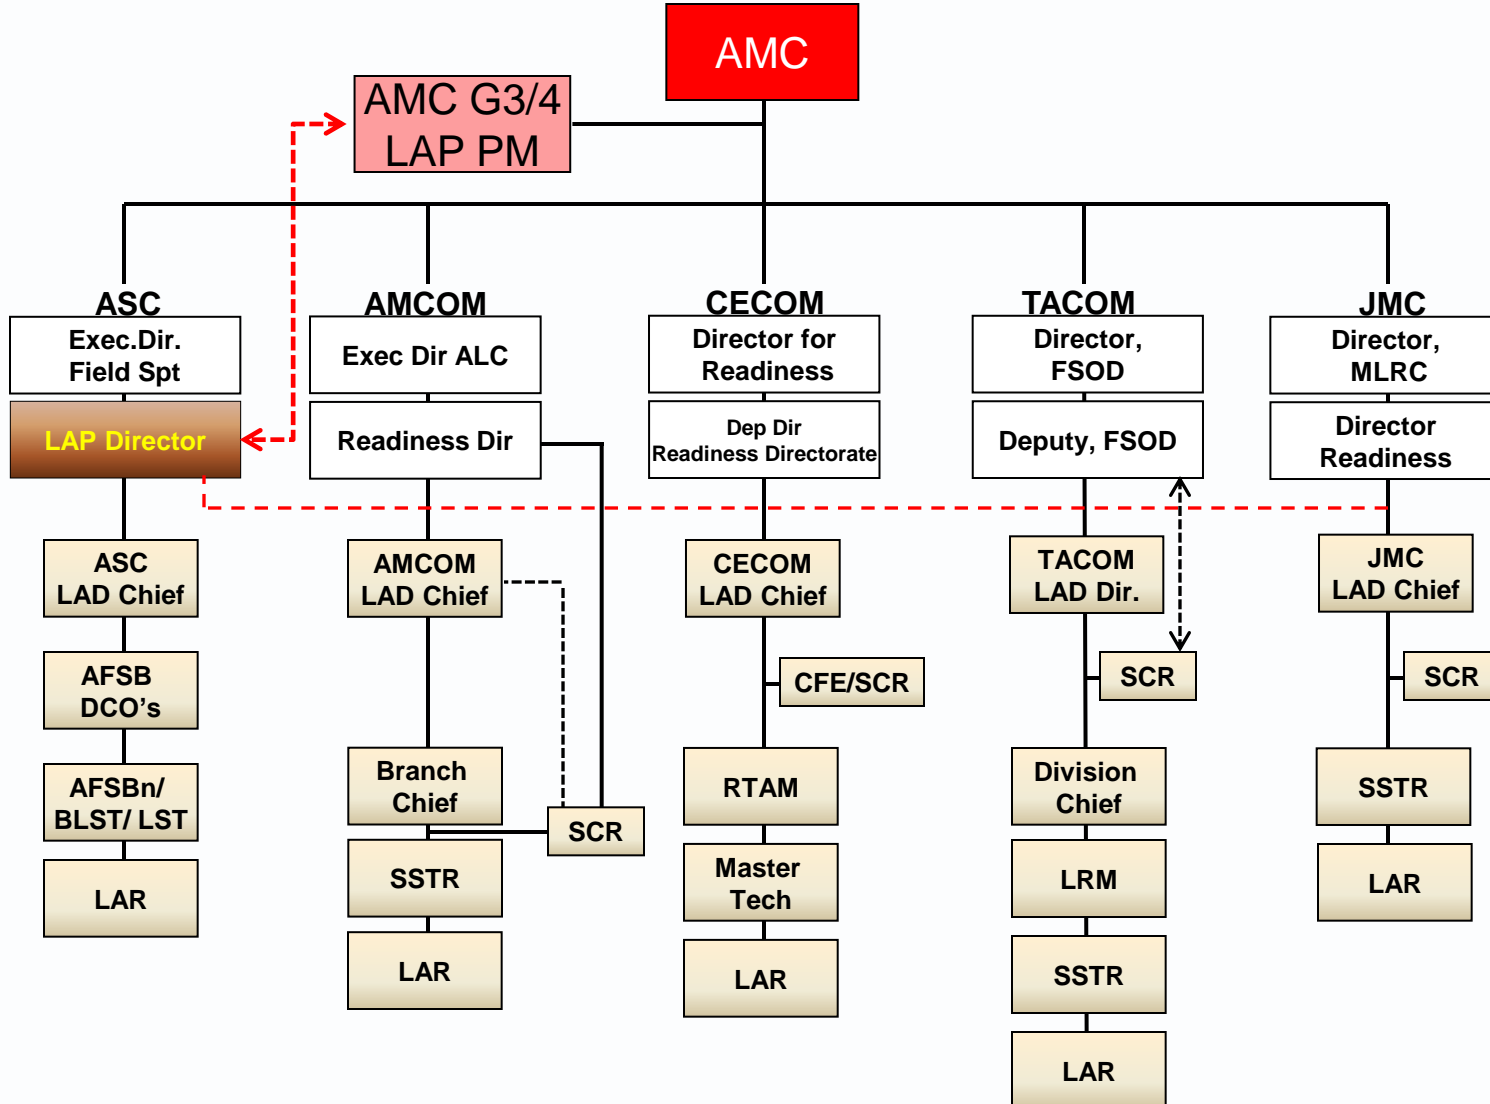 AMC
AMC G3/4
LAP PM
ASC
AMCOM
CECOM
TACOM
JMC
Exec.Dir.
Field Spt
Exec Dir ALC
Director for
Readiness
Director,
FSOD
Director,
MLRC
LAP Director
Readiness Dir
Dep Dir
Readiness Directorate
Deputy, FSOD
Director
Readiness
ASC
LAD Chief
AMCOM
LAD Chief
CECOM
LAD Chief
TACOM
LAD Dir.
JMC
LAD Chief
AFSB
DCO’s
CFE/SCR
SCR
SCR
AFSBn/
BLST/ LST
Branch
Chief
SCR
RTAM
Division
Chief
SSTR
LAR
SSTR
Master
Tech
LRM
LAR
LAR
LAR
SSTR
LAR